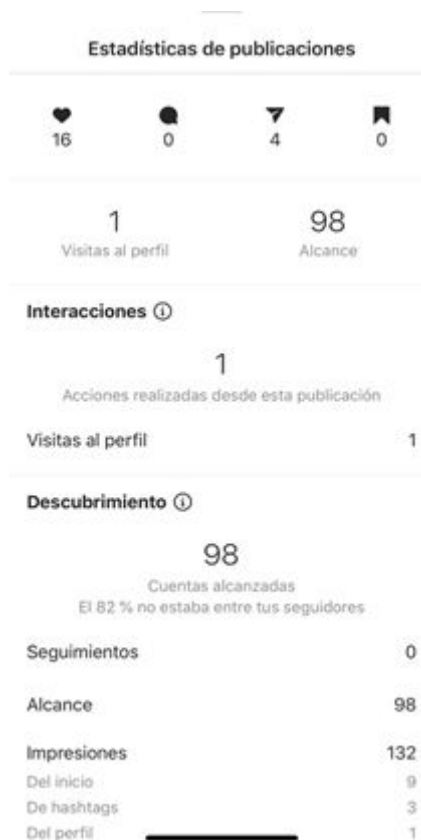 Estadísticas de publicaciones
16 0 4 0
1 98
Visitas al perfil Alcance
Interacciones
1
Acciones realizadas desde esta publicación
Visitas al perfil 1
Descubrimiento
98
Cuentas alcanzadas
El 82 % no estaba entre tus seguidores
Seguimientos 0
Alcance 98
Impresiones 132
Del inicio 9
De hashtags 3
Del perfil 1